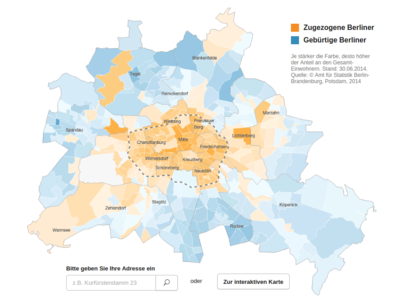 Zugezogene Berliner
Gebürtige Berliner
Je stärker die Farbe, desto höher
der Anteil an den Gesamt-
Einwohnern. Stand: 30.06.2014,
Quelle: © Amt für Statistik Berlin-
Brandenburg, Potsdam, 2014
Blankenfelde
Tegel
Reinickendorf
Marzahn
Wedding
Prenzlauer
Berg
Spandau
Lichtenberg
Charlottenburg
Mitte
Friedrichshain
Wilmersdorf
Kreuzberg
Schöneberg
Neukölln
Steglitz
Zehlendorf
Köpenick
Wannsee
Bitte geben Sie Ihre Adresse ein
z.B. Kurfürstendamm 23
oder
Zur interaktiven Karte